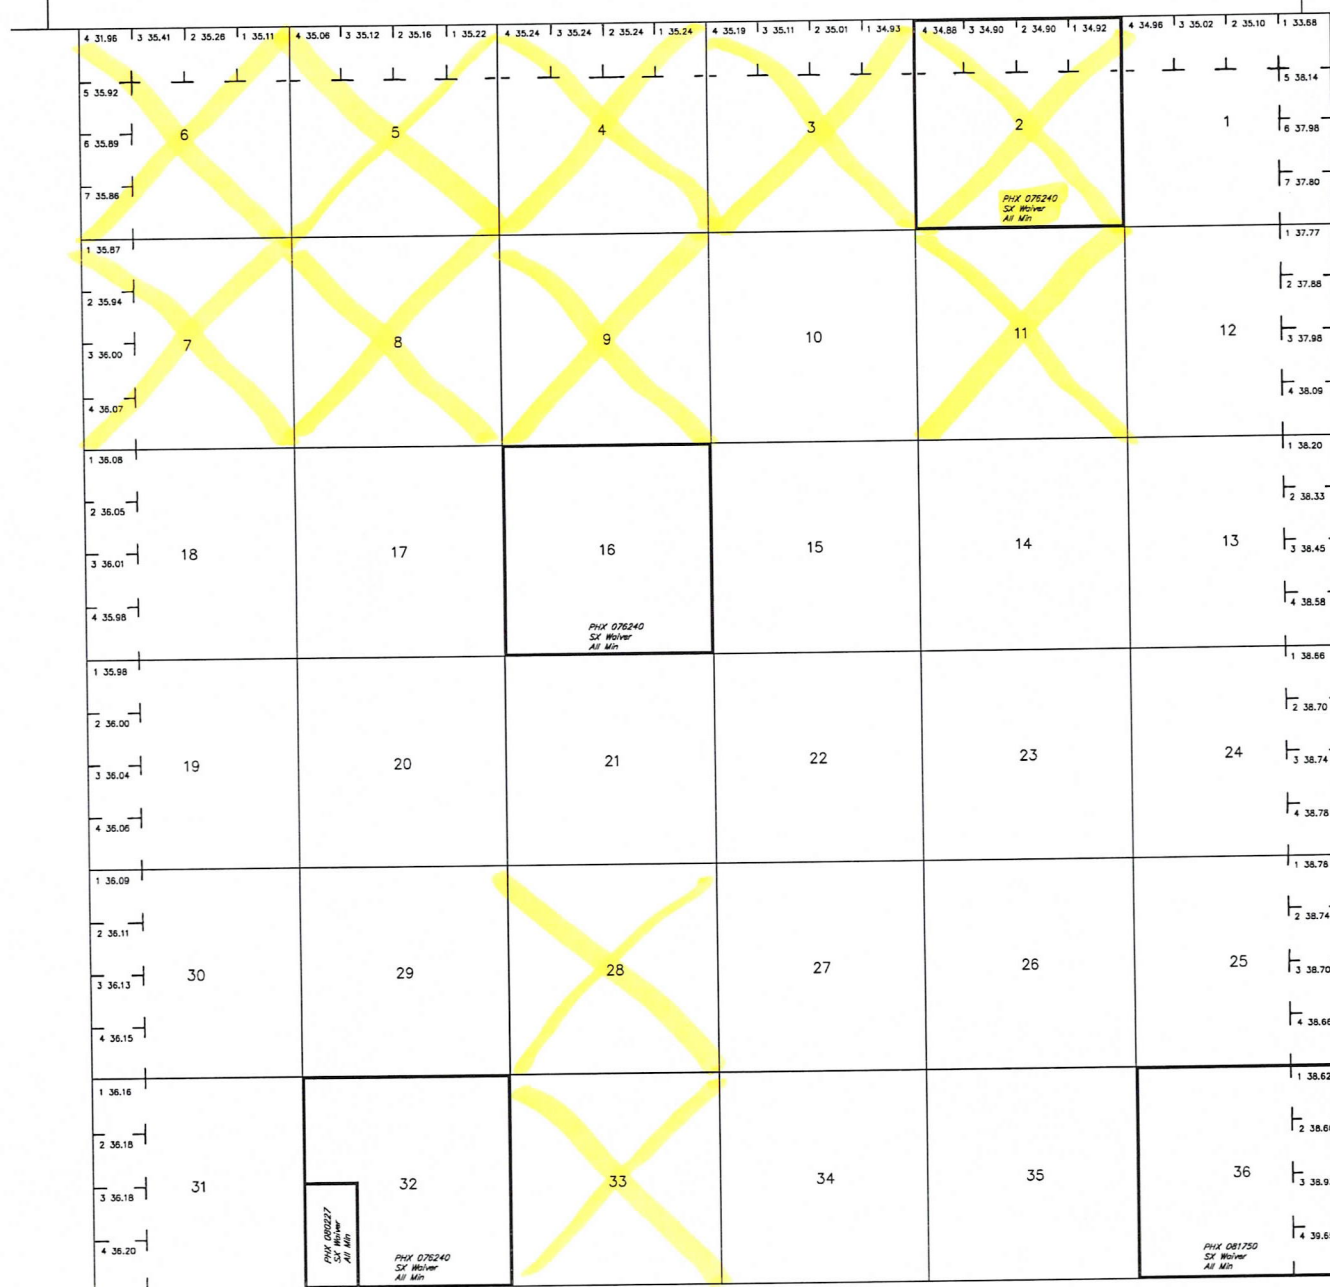 4 31.96 3 35.41 2 35.26 1 35.11 4 35.06 3 35.12 2 35.16 1 35.22 4 35.24 3 35.24 2 35.24 1 35.24 4 35.19 3 35.11 2 35.01 1 34.93 4 34.88 3 34.90 2 34.90 1 34.92 4 34.96 3 35.02 2 35.10 1 33.68
5 35.92 5 38.14
6 35.89 6 5 4 3 2 1 6 37.98
7 35.86 7 37.80
PHX 076240
SX Waiver
All Min
1 35.87 1 37.77
2 35.94 2 37.88
3 36.00 7 8 9 10 11 12 3 37.98
4 36.07 4 38.09
1 36.08 1 38.20
2 36.05 2 38.33
3 36.01 18 17 16 15 14 13 3 38.45
4 35.98 4 38.58
PHX 076240
SX Waiver
All Min
1 35.98 1 38.66
2 36.00 2 38.70
3 36.04 19 20 21 22 23 24 3 38.74
4 36.06 4 38.78
1 36.09 1 38.78
2 36.11 2 38.74
3 36.13 30 29 28 27 26 25 3 38.70
4 36.15 4 38.66
1 36.16 1 38.62
2 36.18
3 36.18 31 32 33 34 35 36
4 36.20
PHX 080227
SX Waiver
All Min
PHX 076240
SX Waiver
All Min
PHX 081750
SX Waiver
All Min